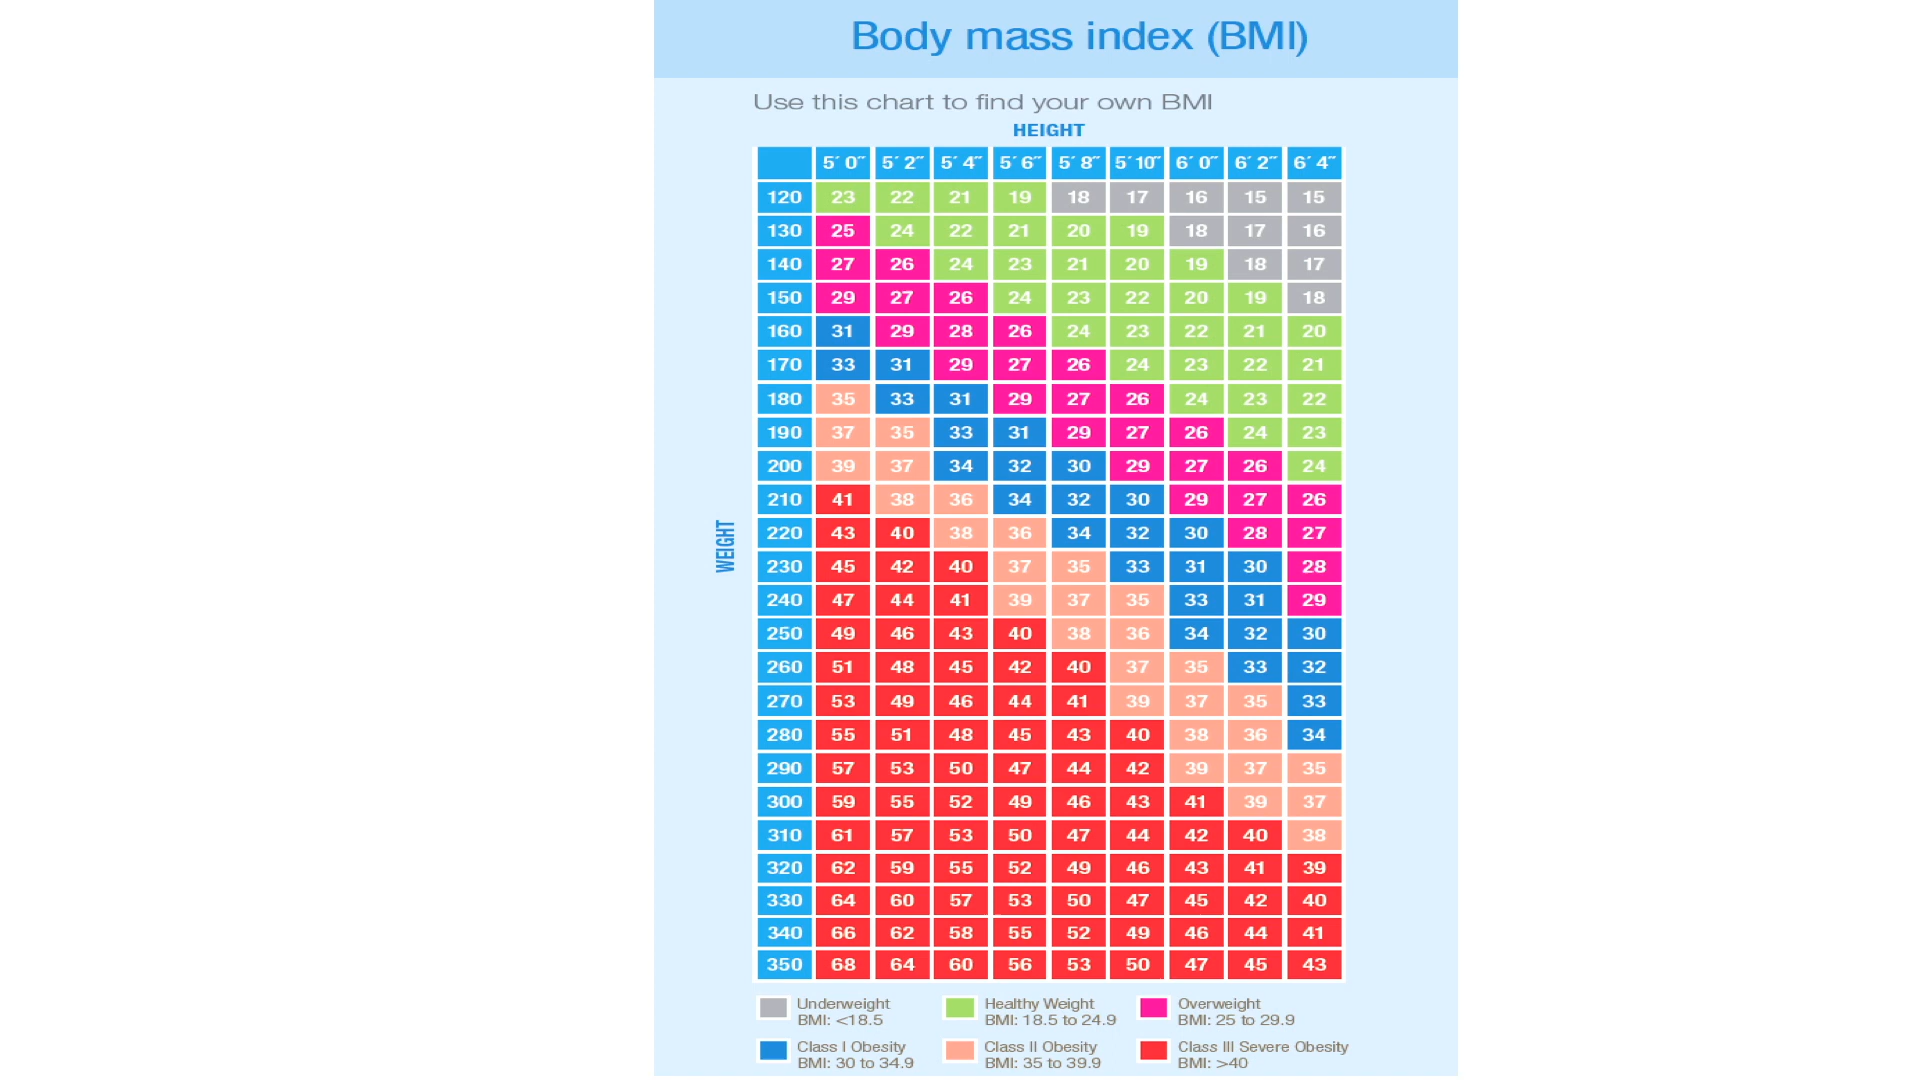 Body mass index (BMI)
Use this chart to find your own BMI
HEIGHT
5´ 0˝ 5´ 2˝ 5´ 4˝ 5´ 6˝ 5´ 8˝ 5´ 10˝ 6´ 0˝ 6´ 2˝ 6´ 4˝
120 23 22 21 19 18 17 16 15 15
130 25 24 22 21 20 19 18 17 16
140 27 26 24 23 21 20 19 18 17
150 29 27 26 24 23 22 20 19 18
160 31 29 28 26 24 23 22 21 20
170 33 31 29 27 26 24 23 22 21
180 35 33 31 29 27 26 24 23 22
190 37 35 33 31 29 27 26 24 23
200 39 37 34 32 30 29 27 26 24
210 41 38 36 34 32 30 29 27 26
WEIGHT
220 43 40 38 36 34 32 30 28 27
230 45 42 40 37 35 33 31 30 28
240 47 44 41 39 37 35 33 31 29
250 49 46 43 40 38 36 34 32 30
260 51 48 45 42 40 37 35 33 32
270 53 49 46 44 41 39 37 35 33
280 55 51 48 45 43 40 38 36 34
290 57 53 50 47 44 42 39 37 35
300 59 55 52 49 46 43 41 39 37
310 61 57 53 50 47 44 42 40 38
320 62 59 55 52 49 46 43 41 39
330 64 60 57 53 50 47 45 42 40
340 66 62 58 55 52 49 46 44 41
350 68 64 60 56 53 50 47 45 43
Underweight Healthy Weight Overweight
BMI: <18.5 BMI: 18.5 to 24.9 BMI: 25 to 29.9
Class I Obesity Class II Obesity Class III Severe Obesity
BMI: 30 to 34.9 BMI: 35 to 39.9 BMI: >40